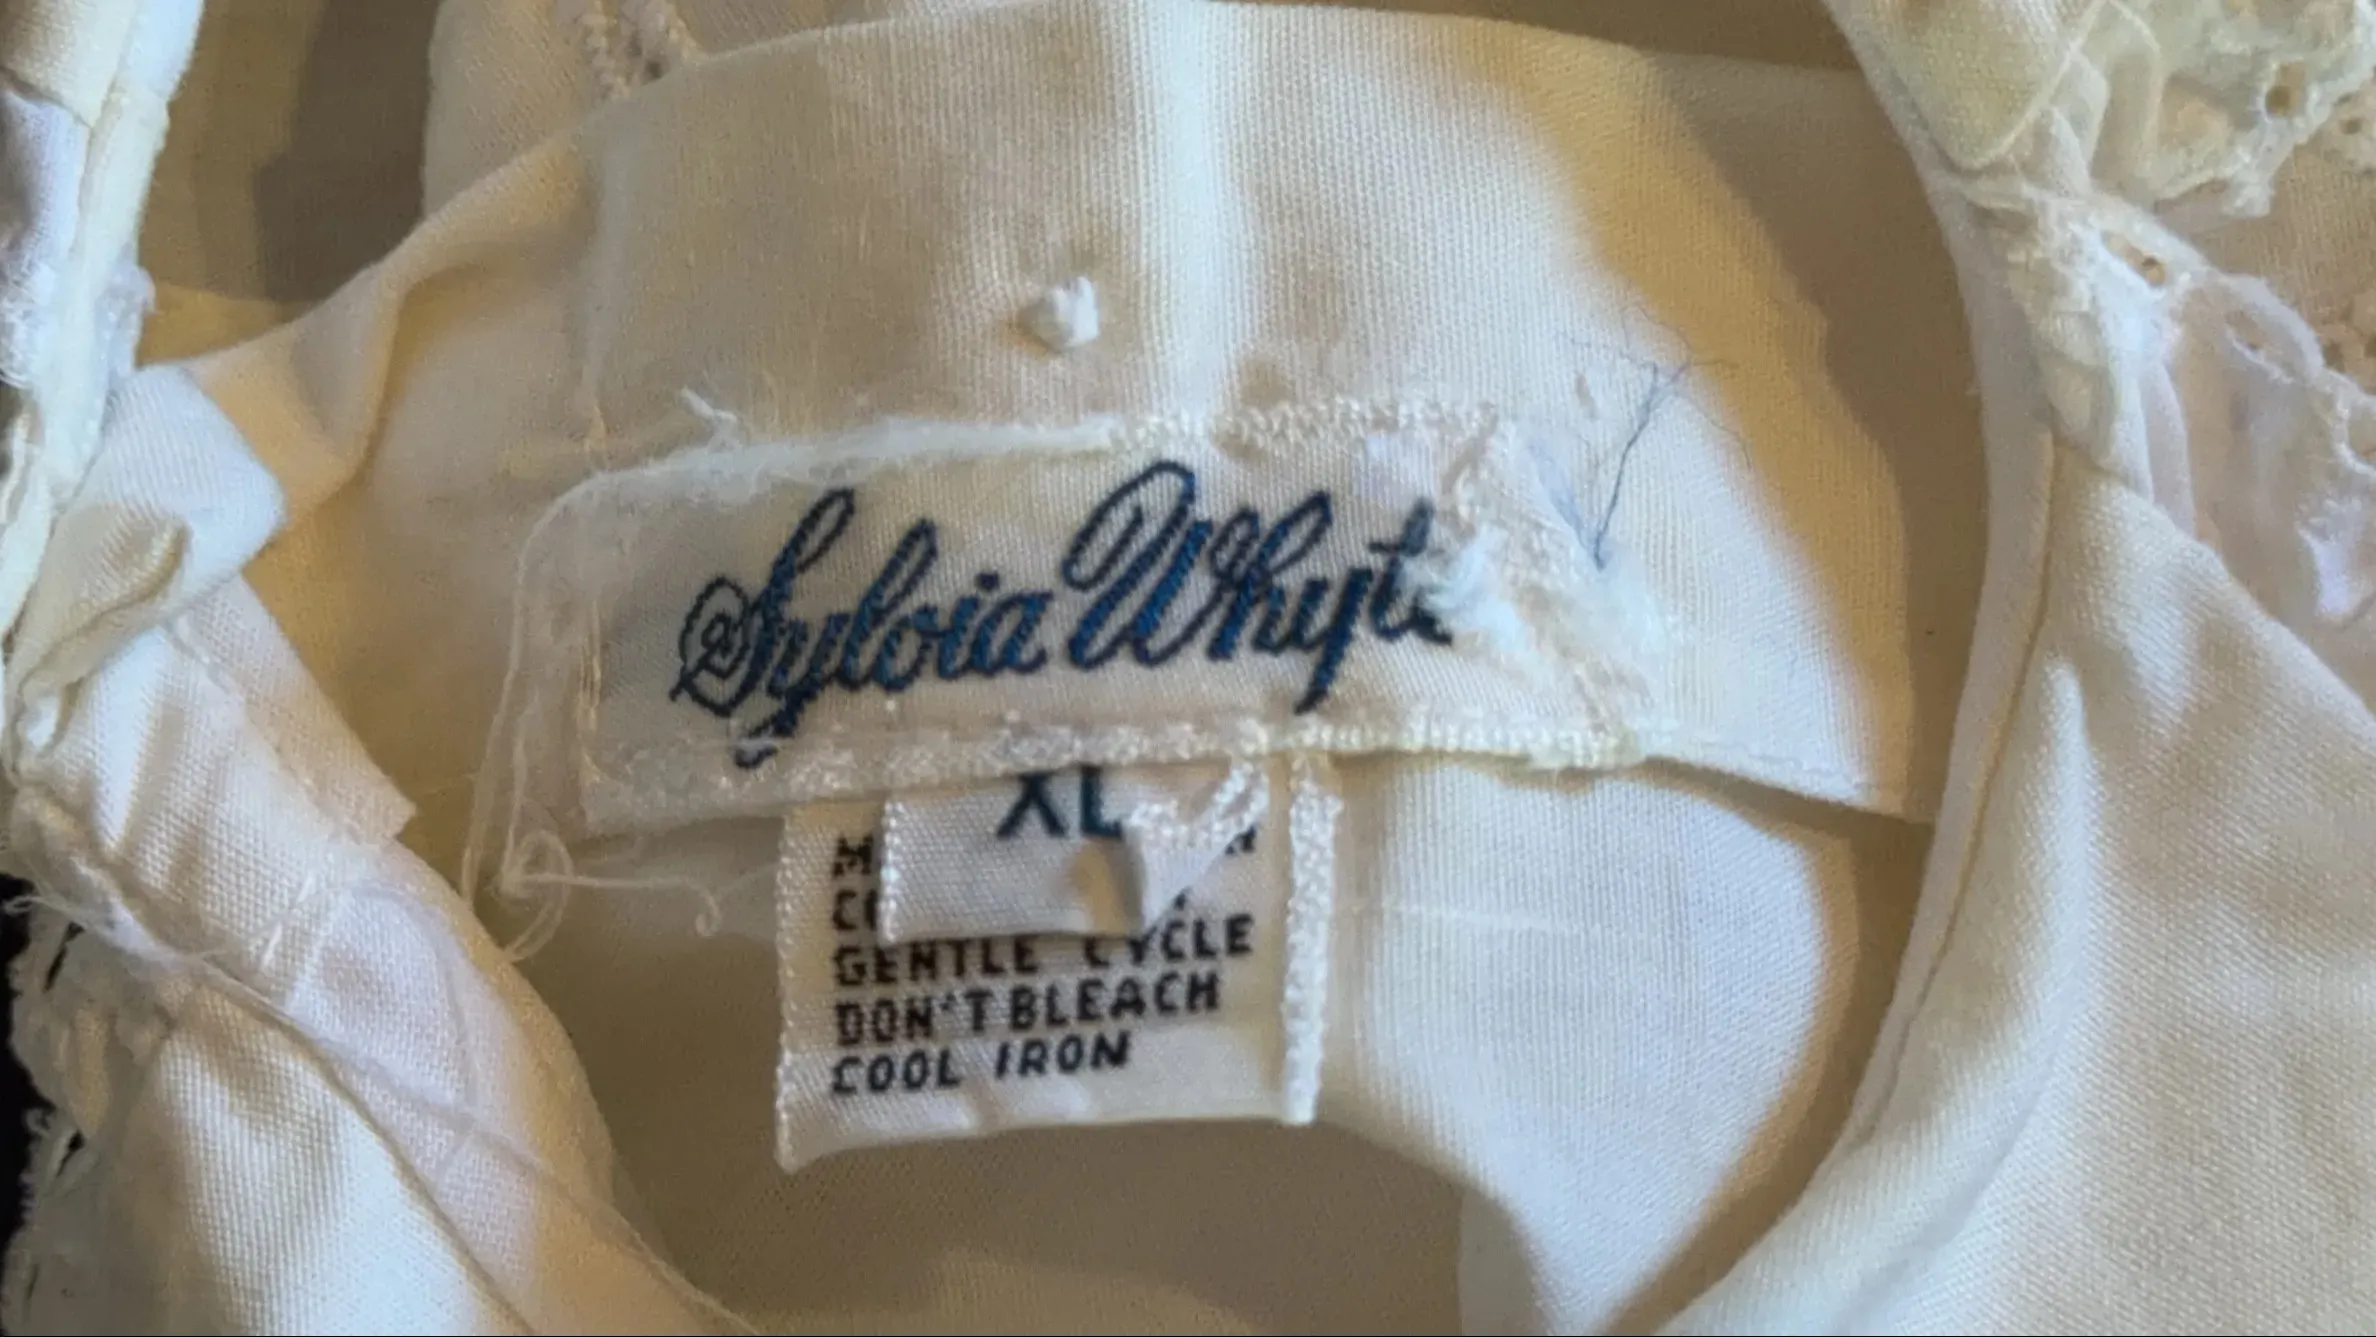 Sylvia Whyte
XL
GENTLE CYCLE
DON'T BLEACH
COOL IRON